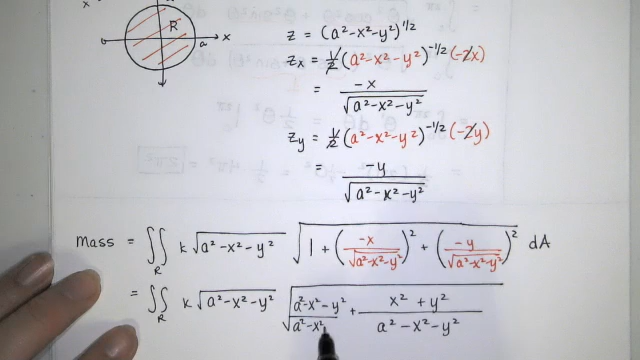 R
a
x
z = (a²-x²-y²)^1/2
z_x = 1/2 (a²-x²-y²)^-1/2 (-2x)
= -x / √(a²-x²-y²)
z_y = 1/2 (a²-x²-y²)^-1/2 (-2y)
= -y / √(a²-x²-y²)
Mass = ∬_R k √(a²-x²-y²) √(1 + (-x / √(a²-x²-y²))² + (-y / √(a²-x²-y²))²) dA
= ∬_R k √(a²-x²-y²) √((a²-x²-y²) / (a²-x²) + (x² + y²) / (a²-x²-y²))